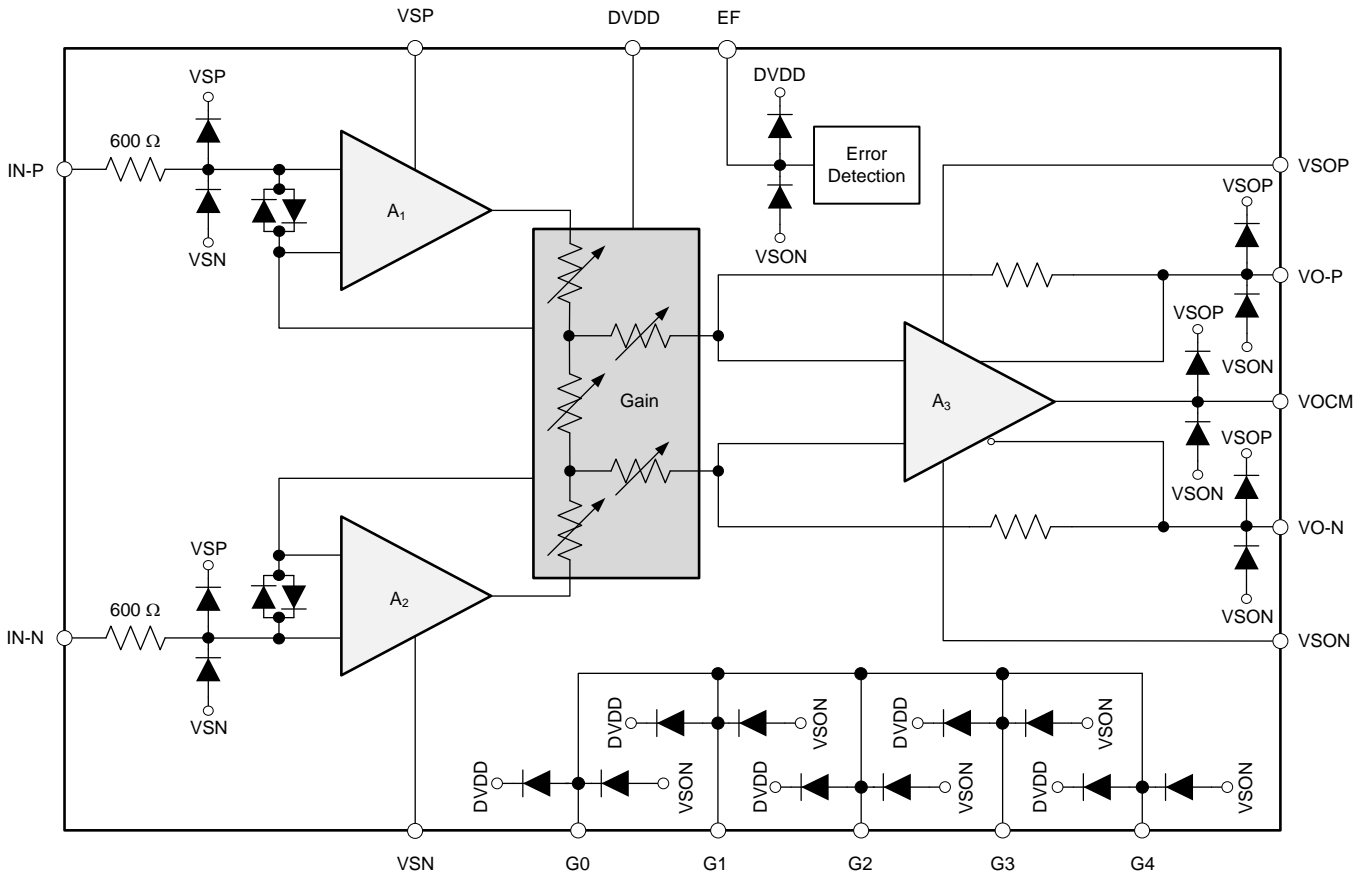 VSP
DVDD
EF
VSP
DVDD
600 Ω
IN-P
A1
Error
Detection
VSOP
VSN
VSON
VSOP
VO-P
VSOP
VSON
Gain
A3
VOCM
VSOP
VSON
VO-N
VSP
A2
600 Ω
IN-N
VSON
VSON
VSN
DVDD
VSON
DVDD
VSON
DVDD
VSON
DVDD
VSON
DVDD
VSON
VSN
G0
G1
G2
G3
G4